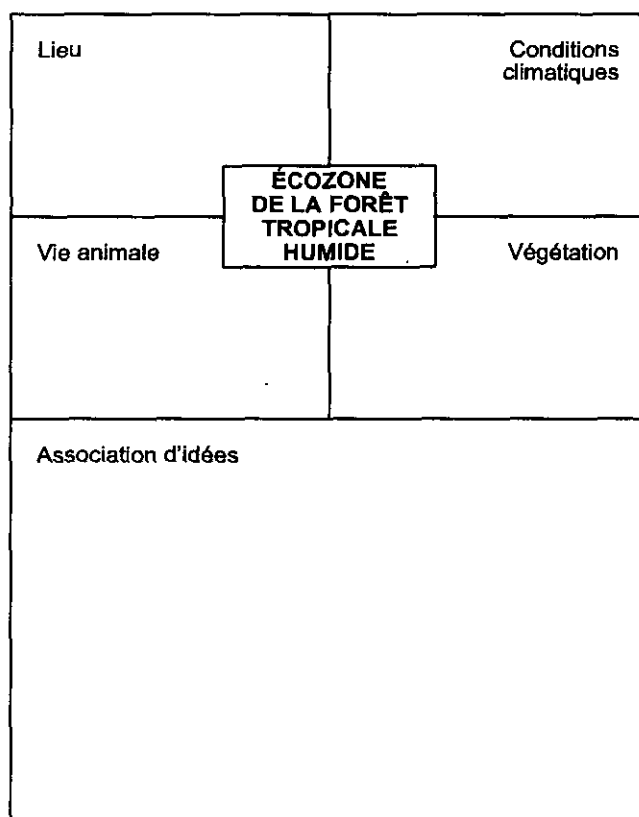 Lieu
Conditions
climatiques
ÉCOZONE
DE LA FORÊT
TROPICALE
HUMIDE
Vie animale
Végétation
Association d'idées